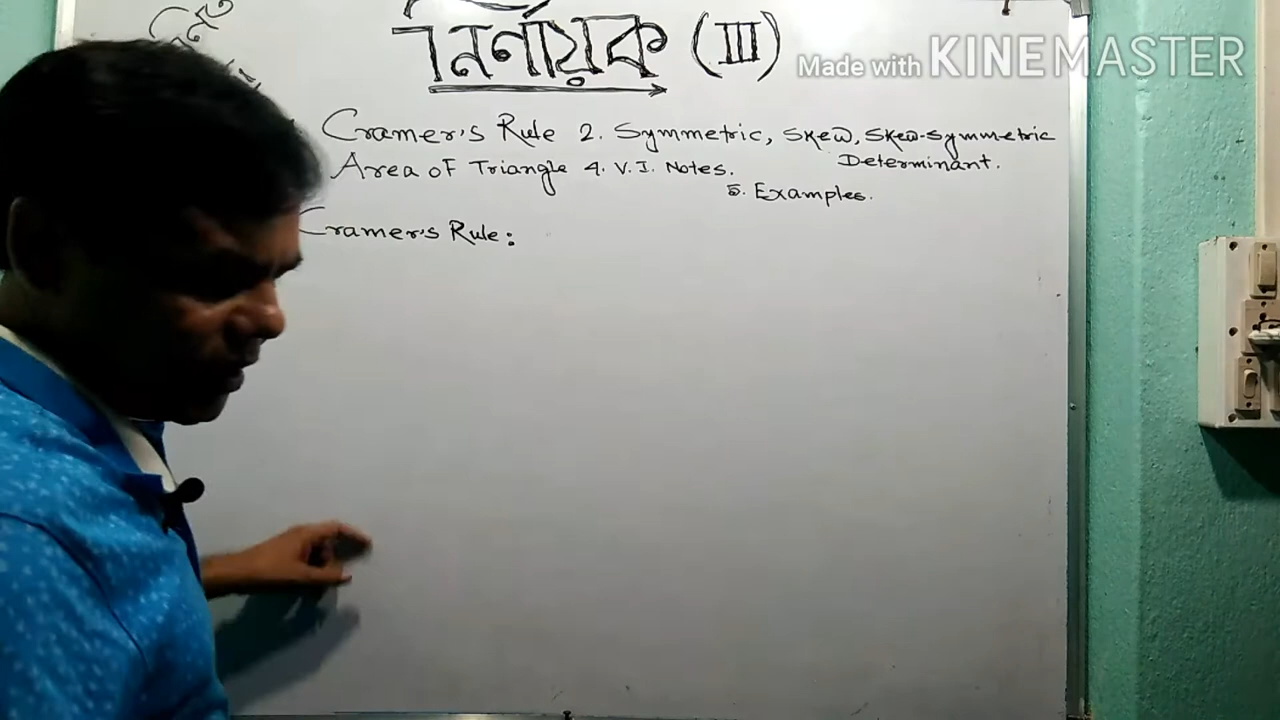 নির্ণায়ক (III)
Made with KINEMASTER
Cramer's Rule 2. Symmetric, Skew, Skew-symmetric
Determinant.
Area of Triangle 4. V.I. Notes.
5. Examples.
Cramer's Rule: